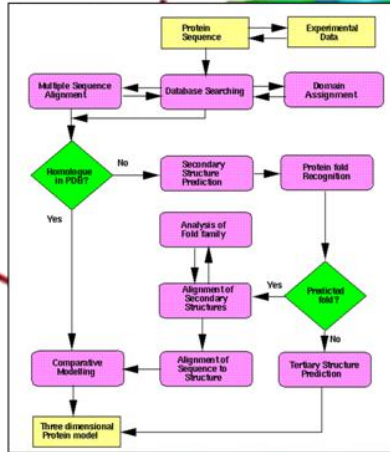 Protein
Sequence
Experimental
Data
Multiple Sequence
Alignment
Database Searching
Domain
Assignment
Homologue
in PDB?
No
Secondary
Structure
Prediction
Protein fold
Recognition
Yes
Analysis of
Fold family
Alignment of
Secondary
Structures
Yes
Predicted
fold?
No
Comparative
Modelling
Alignment of
Sequence to
Structure
Tertiary Structure
Prediction
Three dimensional
Protein model